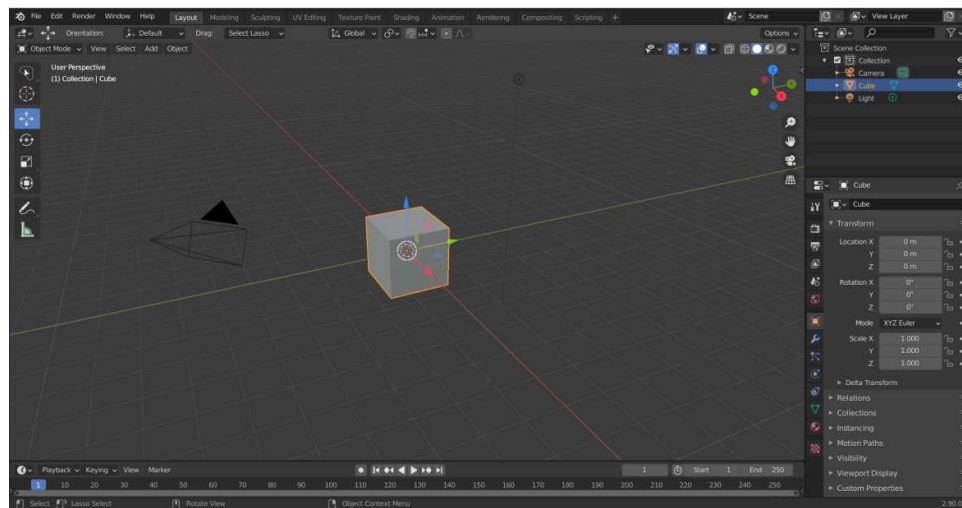 File Edit Render Window Help Layout Modeling Sculpting UV Editing Texture Paint Shading Animation Rendering Compositing Scripting + Scene View Layer
Orientation: Default Drag: Select Lasso Global Options
Object Mode View Select Add Object
User Perspective
(1) Collection | Cube
X
Y
Z
Scene Collection
Collection
Camera
Cube
Light
Cube
Cube
Transform
Location X 0 m
Y 0 m
Z 0 m
Rotation X 0°
Y 0°
Z 0°
Mode XYZ Euler
Scale X 1.000
Y 1.000
Z 1.000
Delta Transform
Relations
Collections
Instancing
Motion Paths
Visibility
Viewport Display
Custom Properties
Playback Keying View Marker 1 Start 1 End 250
1 10 20 30 40 50 60 70 80 90 100 110 120 130 140 150 160 170 180 190 200 210 220 230 240 250
Select Lasso Select Rotate View Object Context Menu 2.90.0